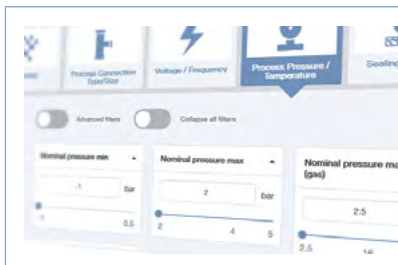 Process Connection
Type/Size
Voltage / Frequency
Process Pressure /
Temperature
Sealing
Advanced filters
Collapse all filters
Nominal pressure min
-1
bar
-1
0.5
Nominal pressure max
2
bar
2
4
5
Nominal pressure ma
(gas)
2.5
2.5
16